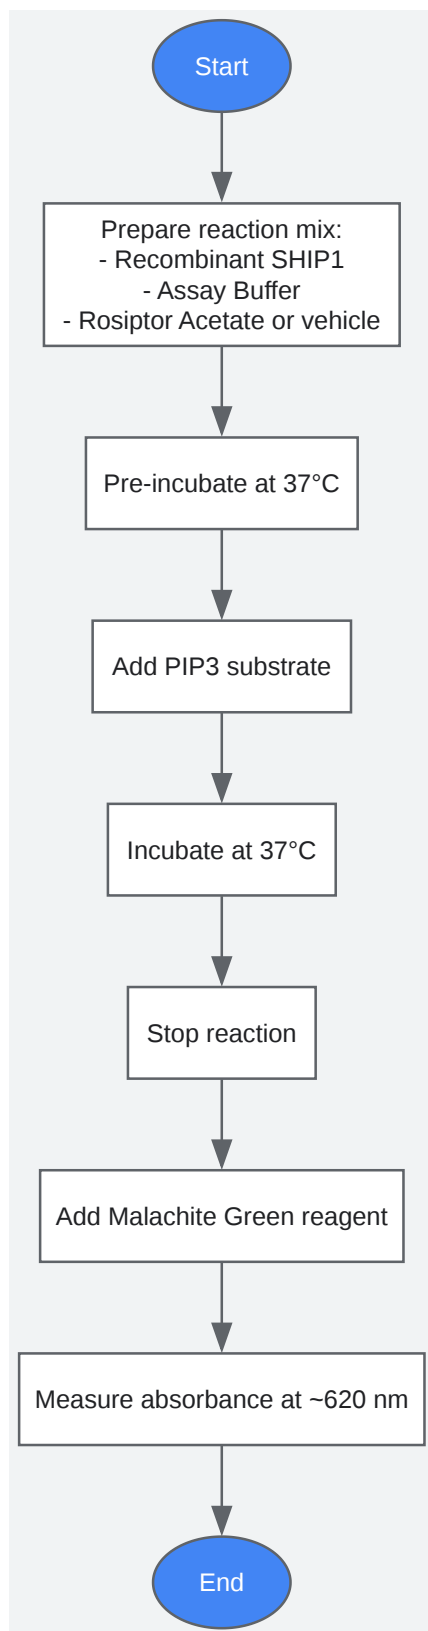 Start
Prepare reaction mix:
- Recombinant SHIP1
- Assay Buffer
- Rosiptor Acetate or vehicle
Pre-incubate at 37°C
Add PIP3 substrate
Incubate at 37°C
Stop reaction
Add Malachite Green reagent
Measure absorbance at ~620 nm
End